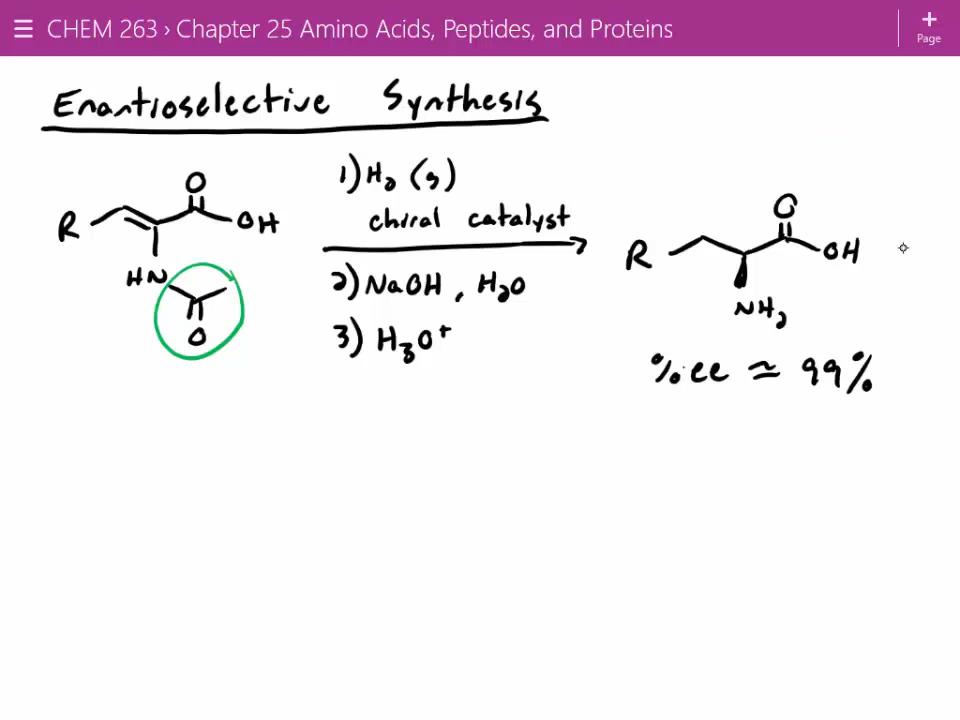 ☰ CHEM 263 › Chapter 25 Amino Acids, Peptides, and Proteins
+
Page
Enantioselective Synthesis
1) H₂ (g)
chiral catalyst
2) NaOH, H₂O
3) H₃O⁺
R
O
OH
HN
O
R
O
OH
NH₂
% ee ≃ 99%